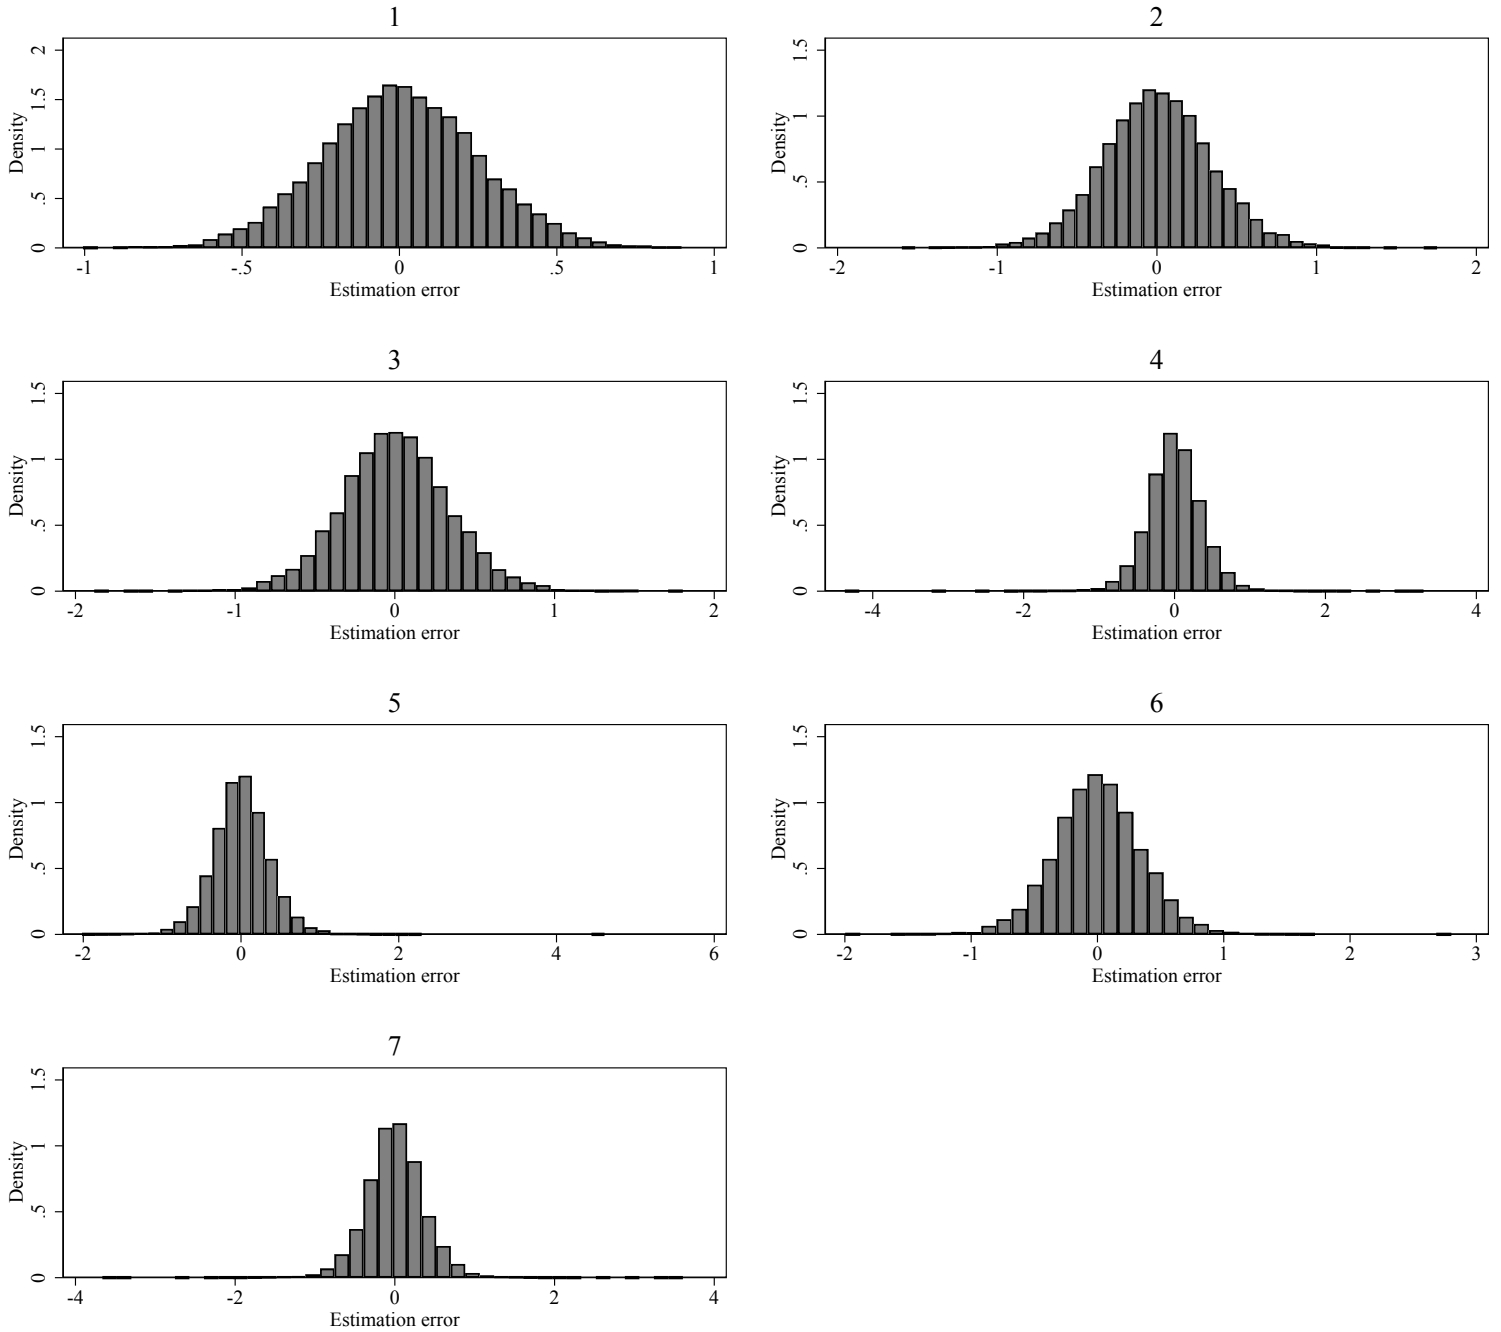 1
2
Density
0 .5 1 1.5 2
-1 -.5 0 .5 1
Estimation error
Density
0 .5 1 1.5
-2 -1 0 1 2
Estimation error
3
4
Density
0 .5 1 1.5
-2 -1 0 1 2
Estimation error
Density
0 .5 1 1.5
-4 -2 0 2 4
Estimation error
5
6
Density
0 .5 1 1.5
-2 0 2 4 6
Estimation error
Density
0 .5 1 1.5
-2 -1 0 1 2 3
Estimation error
7
Density
0 .5 1 1.5
-4 -2 0 2 4
Estimation error